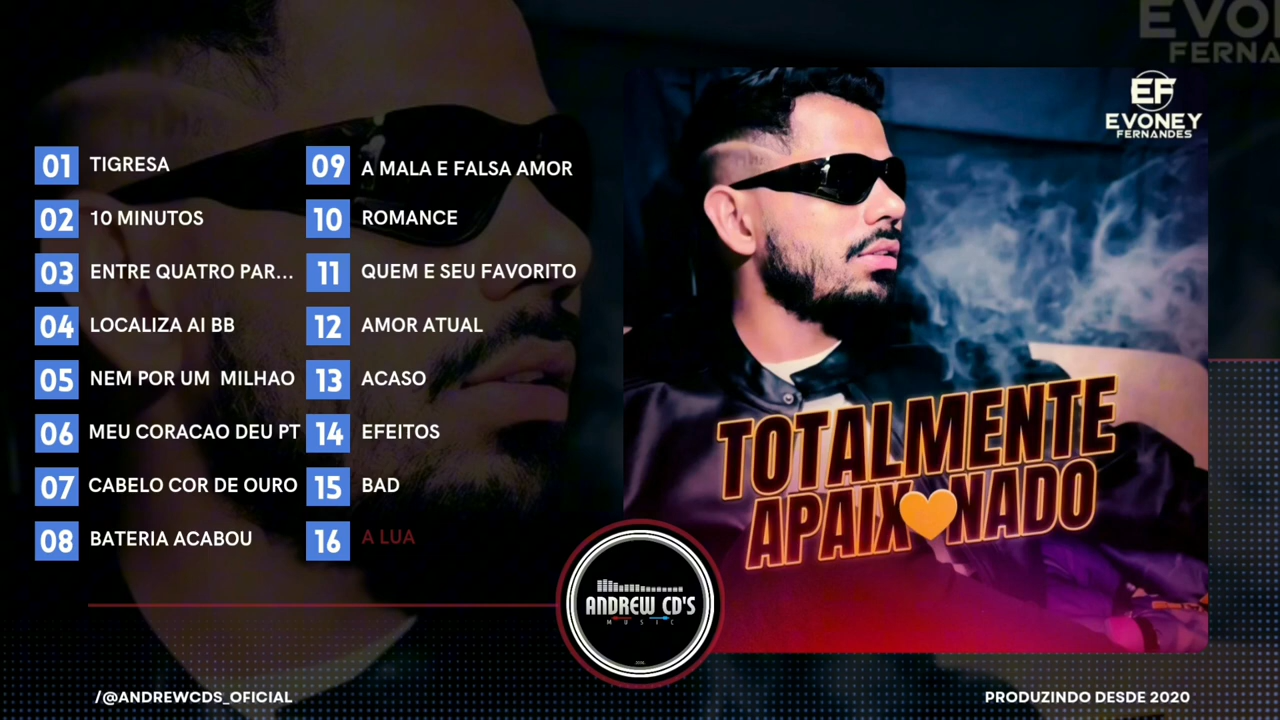 EVO
FERNA
EF
EVONEY
FERNANDES
01 TIGRESA
02 10 MINUTOS
03 ENTRE QUATRO PAR...
04 LOCALIZA AI BB
05 NEM POR UM MILHAO
06 MEU CORACAO DEU PT
07 CABELO COR DE OURO
08 BATERIA ACABOU
09 A MALA E FALSA AMOR
10 ROMANCE
11 QUEM E SEU FAVORITO
12 AMOR ATUAL
13 ACASO
14 EFEITOS
15 BAD
16 A LUA
TOTALMENTE
APAIX🧡NADO
ANDREW CD'S
MUSIC
/@ANDREWCDS_OFICIAL
PRODUZINDO DESDE 2020